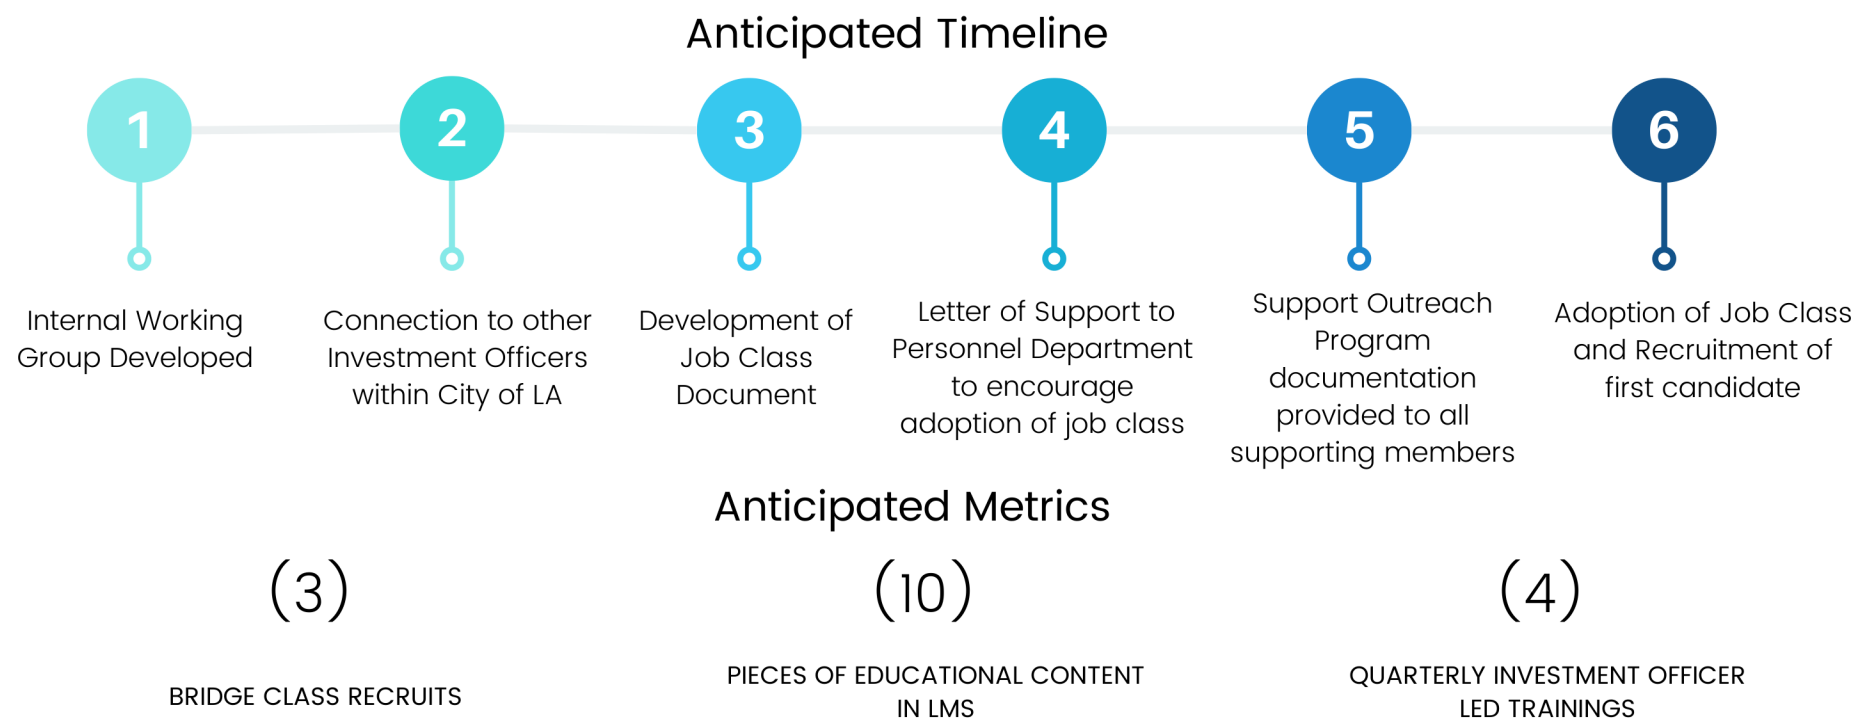 Anticipated Timeline
1
2
3
4
5
6
Internal Working
Group Developed
Connection to other
Investment Officers
within City of LA
Development of
Job Class
Document
Letter of Support to
Personnel Department
to encourage
adoption of job class
Support Outreach
Program
documentation
provided to all
supporting members
Adoption of Job Class
and Recruitment of
first candidate
Anticipated Metrics
(3)
BRIDGE CLASS RECRUITS
(10)
PIECES OF EDUCATIONAL CONTENT
IN LMS
(4)
QUARTERLY INVESTMENT OFFICER
LED TRAININGS